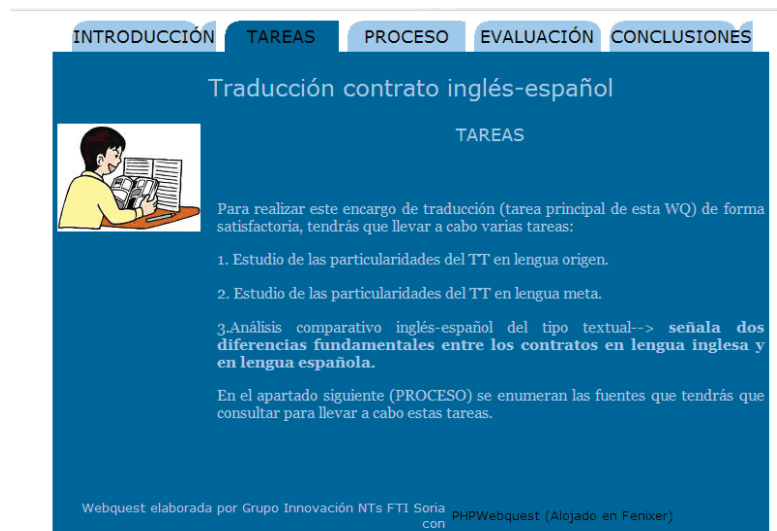 INTRODUCCIÓN TAREAS PROCESO EVALUACIÓN CONCLUSIONES
Traducción contrato inglés-español
TAREAS
Para realizar este encargo de traducción (tarea principal de esta WQ) de forma
satisfactoria, tendrás que llevar a cabo varias tareas:
1. Estudio de las particularidades del TT en lengua origen.
2. Estudio de las particularidades del TT en lengua meta.
3.Análisis comparativo inglés-español del tipo textual--> señala dos
diferencias fundamentales entre los contratos en lengua inglesa y
en lengua española.
En el apartado siguiente (PROCESO) se enumeran las fuentes que tendrás que
consultar para llevar a cabo estas tareas.
Webquest elaborada por Grupo Innovación NTs FTI Soria
con PHPWebquest (Alojado en Fenixer)